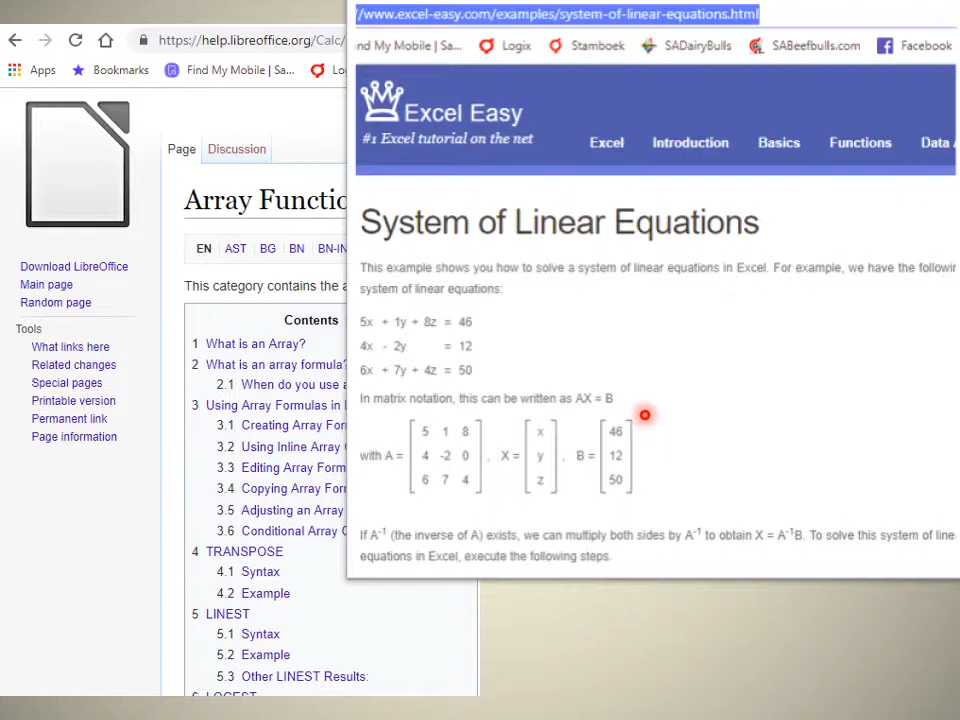 https://help.libreoffice.org/Calc/
Apps Bookmarks Find My Mobile | Sa...
Page Discussion
Array Functio
EN AST BG BN BN-IN
This category contains the a
Download LibreOffice
Main page
Random page
Tools
What links here
Related changes
Special pages
Printable version
Permanent link
Page information
Contents
1 What is an Array?
2 What is an array formula?
2.1 When do you use a
3 Using Array Formulas in
3.1 Creating Array For
3.2 Using Inline Array
3.3 Editing Array Form
3.4 Copying Array For
3.5 Adjusting an Array
3.6 Conditional Array
4 TRANSPOSE
4.1 Syntax
4.2 Example
5 LINEST
5.1 Syntax
5.2 Example
5.3 Other LINEST Results:
/www.excel-easy.com/examples/system-of-linear-equations.html
nd My Mobile | Sa... Logix Stamboek SADairyBulls SABeefbulls.com Facebook
Excel Easy
#1 Excel tutorial on the net
Excel Introduction Basics Functions Data
System of Linear Equations
This example shows you how to solve a system of linear equations in Excel. For example, we have the followin
system of linear equations:
5x + 1y + 8z = 46
4x - 2y = 12
6x + 7y + 4z = 50
In matrix notation, this can be written as AX = B
5 1 8 x 46
with A = 4 -2 0 , X = y , B = 12
6 7 4 z 50
If A⁻¹ (the inverse of A) exists, we can multiply both sides by A⁻¹ to obtain X = A⁻¹B. To solve this system of line
equations in Excel, execute the following steps.